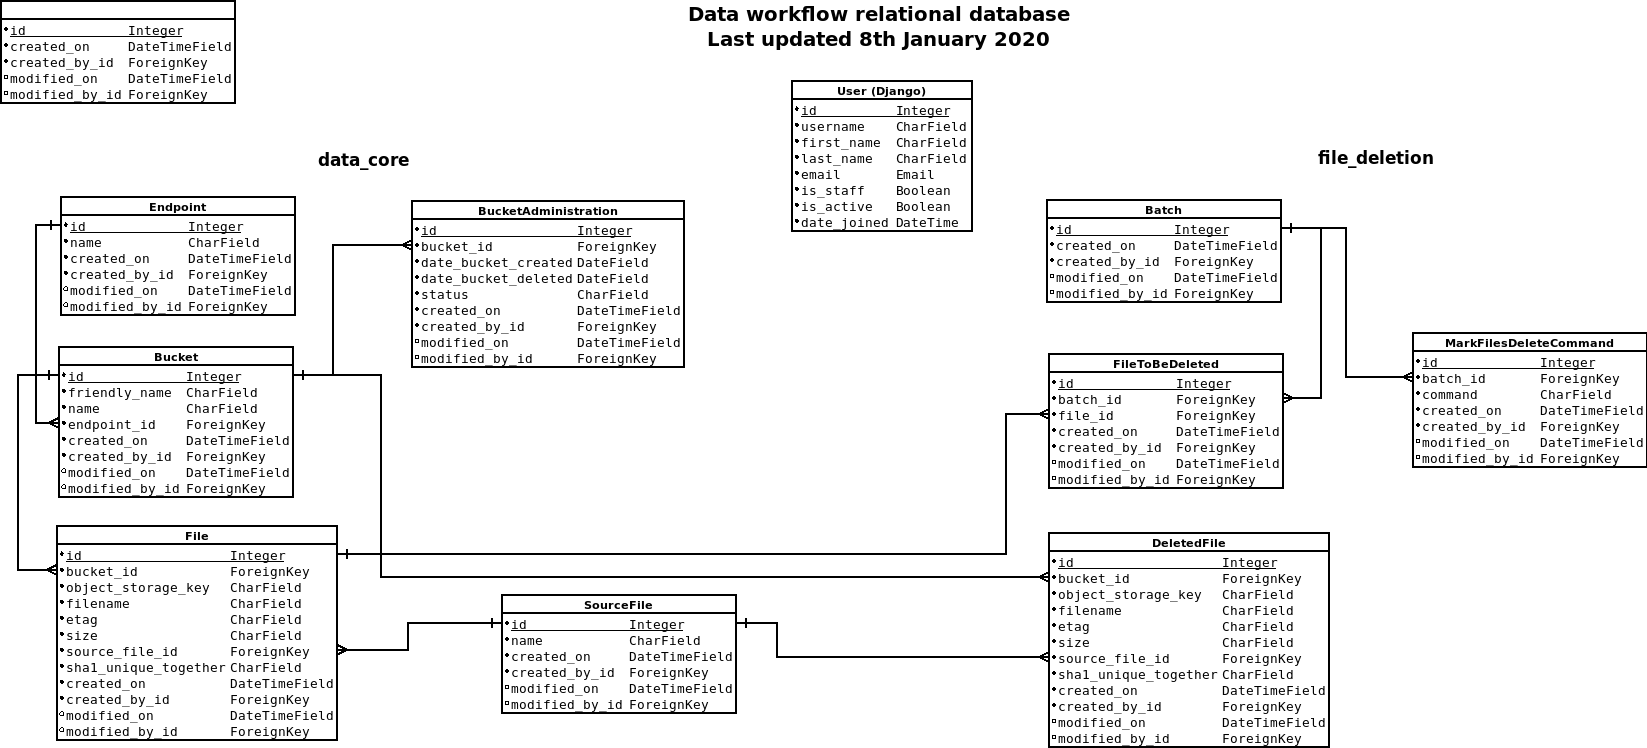 Data workflow relational database
Last updated 8th January 2020
id Integer
created_on DateTimeField
created_by_id ForeignKey
modified_on DateTimeField
modified_by_id ForeignKey
User (Django)
id Integer
username CharField
first_name CharField
last_name CharField
email Email
is_staff Boolean
is_active Boolean
date_joined DateTime
data_core
Endpoint
id Integer
name CharField
created_on DateTimeField
created_by_id ForeignKey
modified_on DateTimeField
modified_by_id ForeignKey
BucketAdministration
id Integer
bucket_id ForeignKey
date_bucket_created DateField
date_bucket_deleted DateField
status CharField
created_on DateTimeField
created_by_id ForeignKey
modified_on DateTimeField
modified_by_id ForeignKey
Bucket
id Integer
friendly_name CharField
name CharField
endpoint_id ForeignKey
created_on DateTimeField
created_by_id ForeignKey
modified_on DateTimeField
modified_by_id ForeignKey
File
id Integer
bucket_id ForeignKey
object_storage_key CharField
filename CharField
etag CharField
size CharField
source_file_id ForeignKey
sha1_unique_together CharField
created_on DateTimeField
created_by_id ForeignKey
modified_on DateTimeField
modified_by_id ForeignKey
SourceFile
id Integer
name CharField
created_on DateTimeField
created_by_id ForeignKey
modified_on DateTimeField
modified_by_id ForeignKey
file_deletion
Batch
id Integer
created_on DateTimeField
created_by_id ForeignKey
modified_on DateTimeField
modified_by_id ForeignKey
FileToBeDeleted
id Integer
batch_id ForeignKey
file_id ForeignKey
created_on DateTimeField
created_by_id ForeignKey
modified_on DateTimeField
modified_by_id ForeignKey
MarkFilesDeleteCommand
id Integer
batch_id ForeignKey
command CharField
created_on DateTimeField
created_by_id ForeignKey
modified_on DateTimeField
modified_by_id ForeignKey
DeletedFile
id Integer
bucket_id ForeignKey
object_storage_key CharField
filename CharField
etag CharField
size CharField
source_file_id ForeignKey
sha1_unique_together CharField
created_on DateTimeField
created_by_id ForeignKey
modified_on DateTimeField
modified_by_id ForeignKey